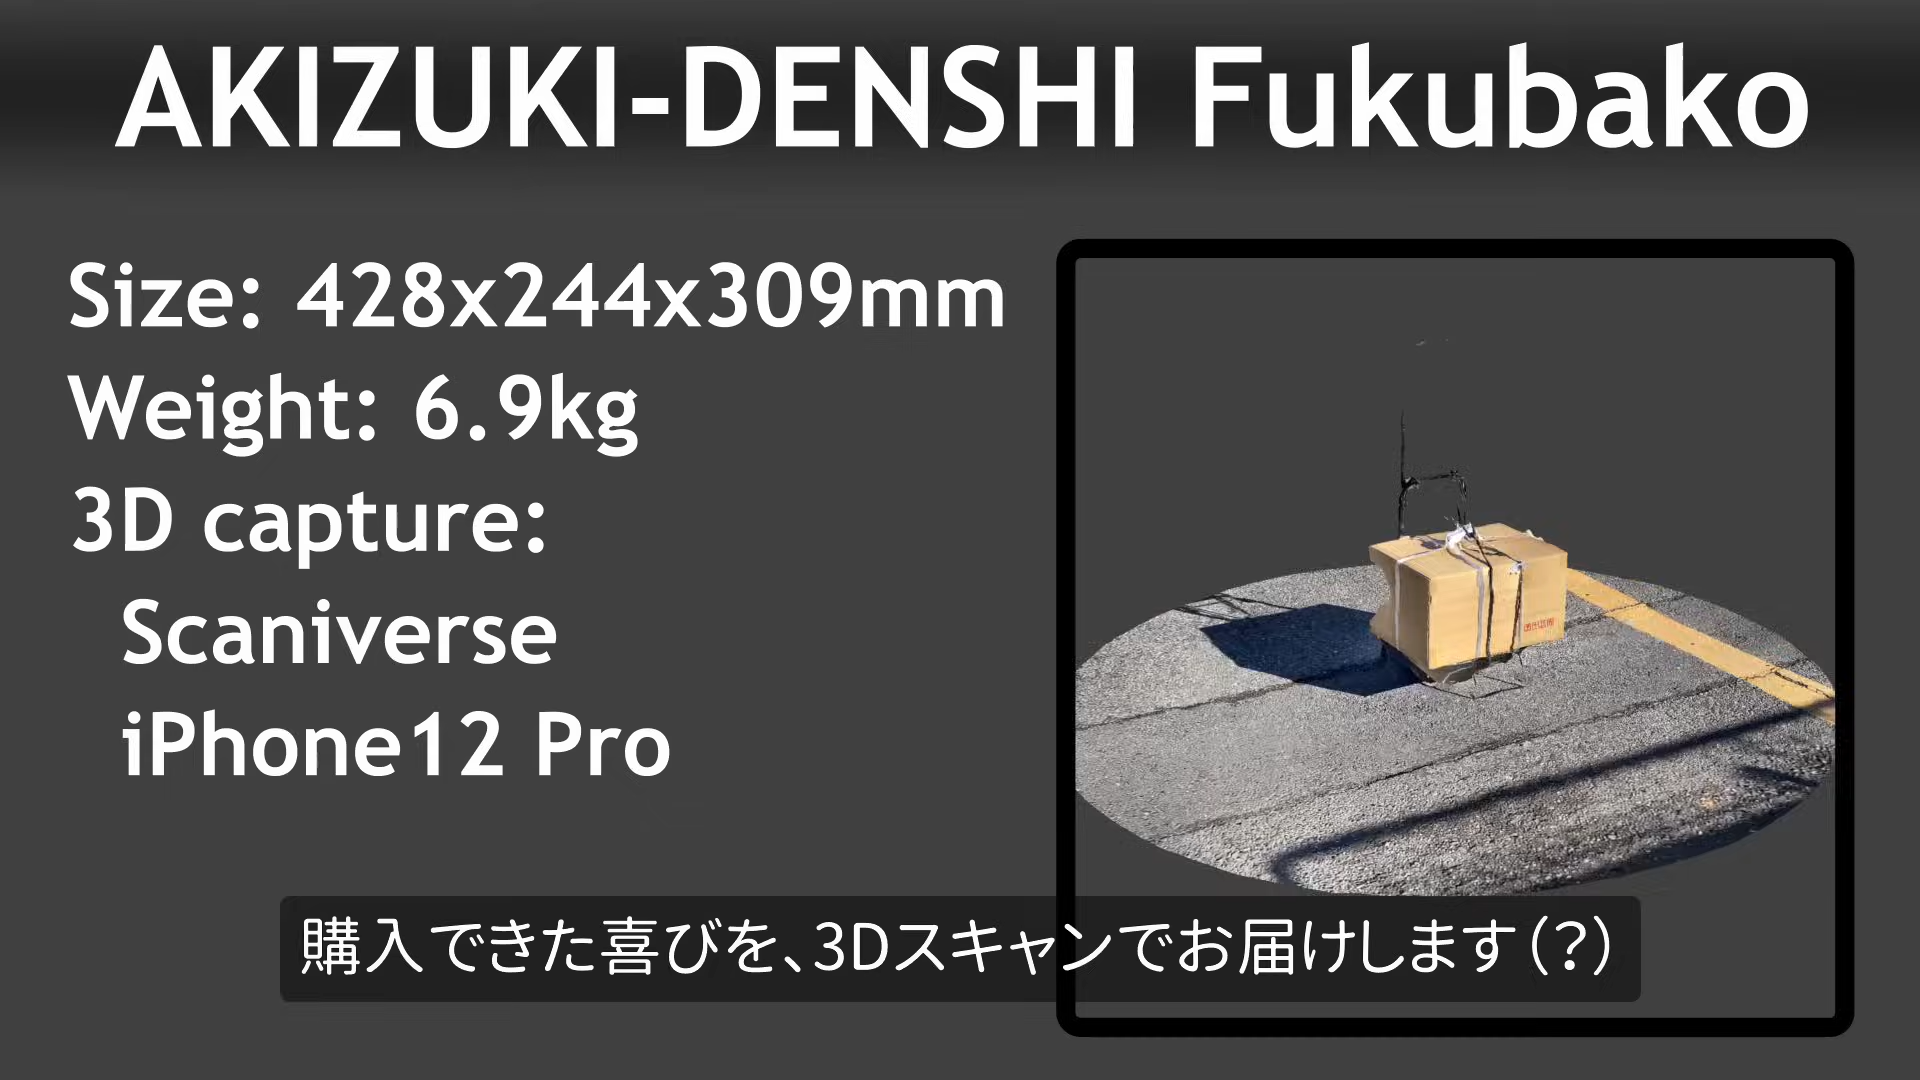 AKIZUKI-DENSHI Fukubako
Size: 428x244x309mm
Weight: 6.9kg
3D capture:
Scaniverse
iPhone12 Pro
購入できた喜びを、3Dスキャンでお届けします（？）